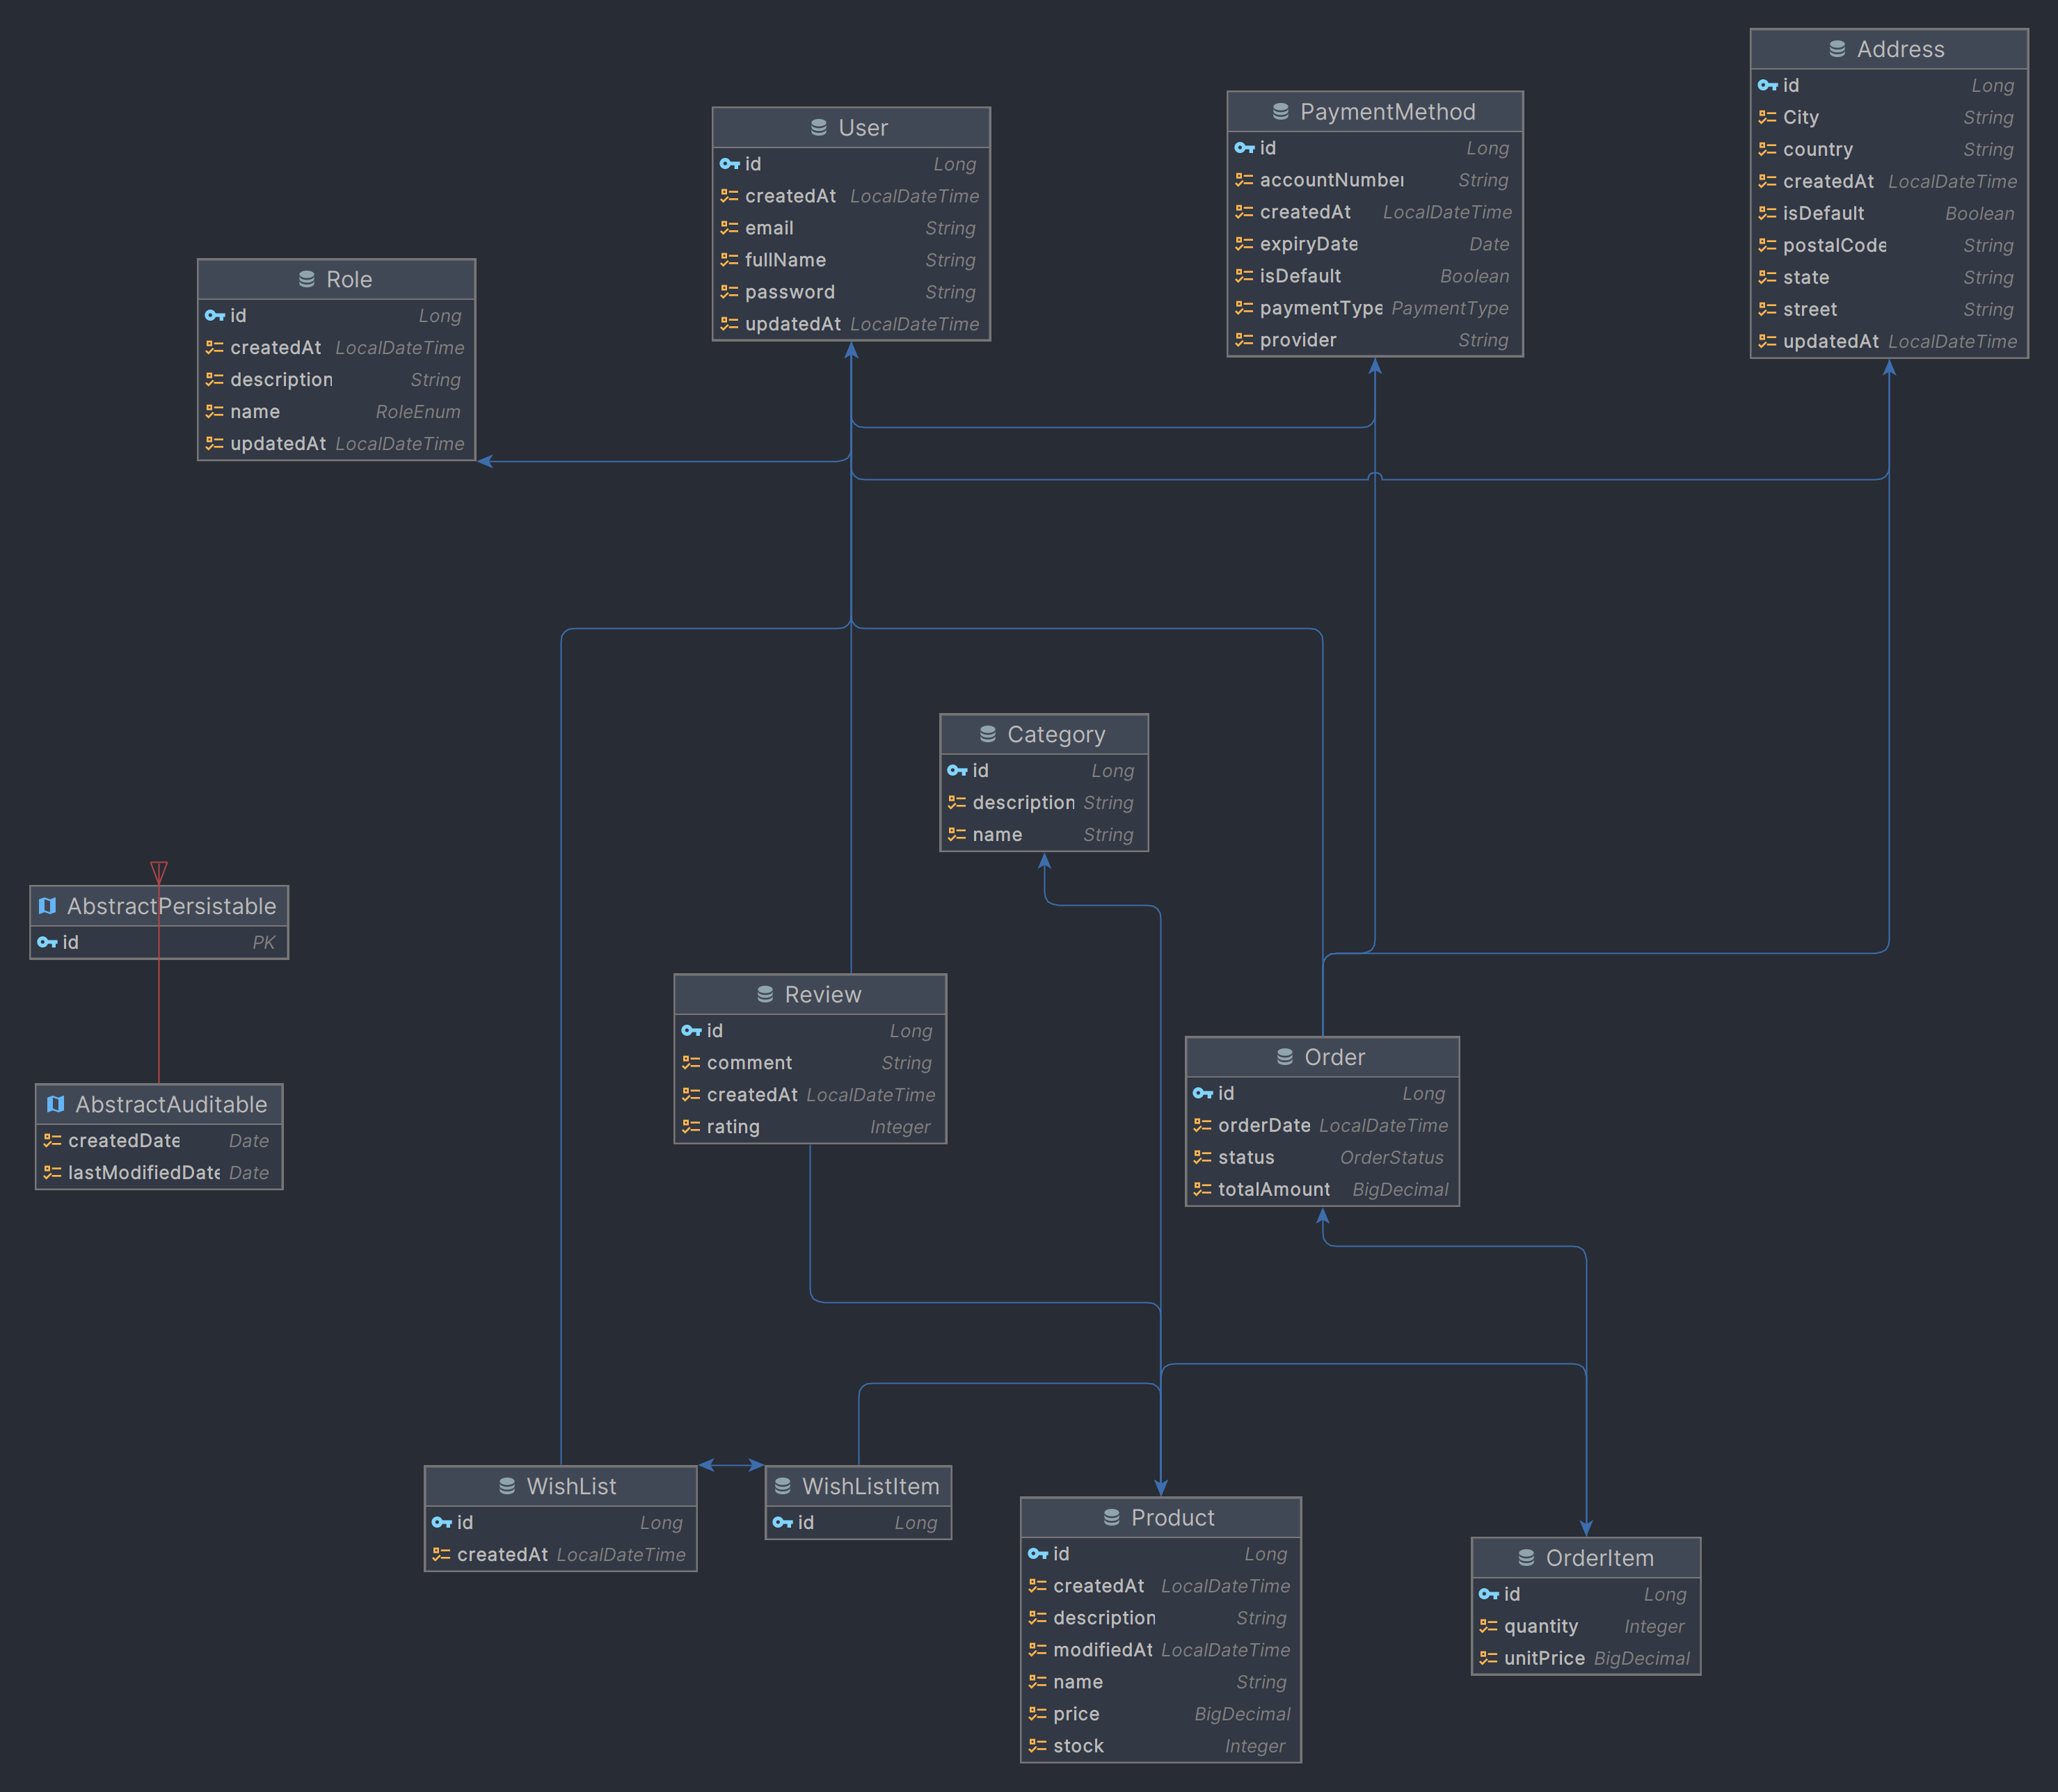 Address
id Long
City String
country String
createdAt LocalDateTime
isDefault Boolean
postalCode String
state String
street String
updatedAt LocalDateTime
PaymentMethod
id Long
accountNumber String
createdAt LocalDateTime
expiryDate Date
isDefault Boolean
paymentType PaymentType
provider String
User
id Long
createdAt LocalDateTime
email String
fullName String
password String
updatedAt LocalDateTime
Role
id Long
createdAt LocalDateTime
description String
name RoleEnum
updatedAt LocalDateTime
Category
id Long
description String
name String
AbstractPersistable
id PK
AbstractAuditable
createdDate Date
lastModifiedDate Date
Review
id Long
comment String
createdAt LocalDateTime
rating Integer
Order
id Long
orderDate LocalDateTime
status OrderStatus
totalAmount BigDecimal
WishList
id Long
createdAt LocalDateTime
WishListItem
id Long
Product
id Long
createdAt LocalDateTime
description String
modifiedAt LocalDateTime
name String
price BigDecimal
stock Integer
OrderItem
id Long
quantity Integer
unitPrice BigDecimal